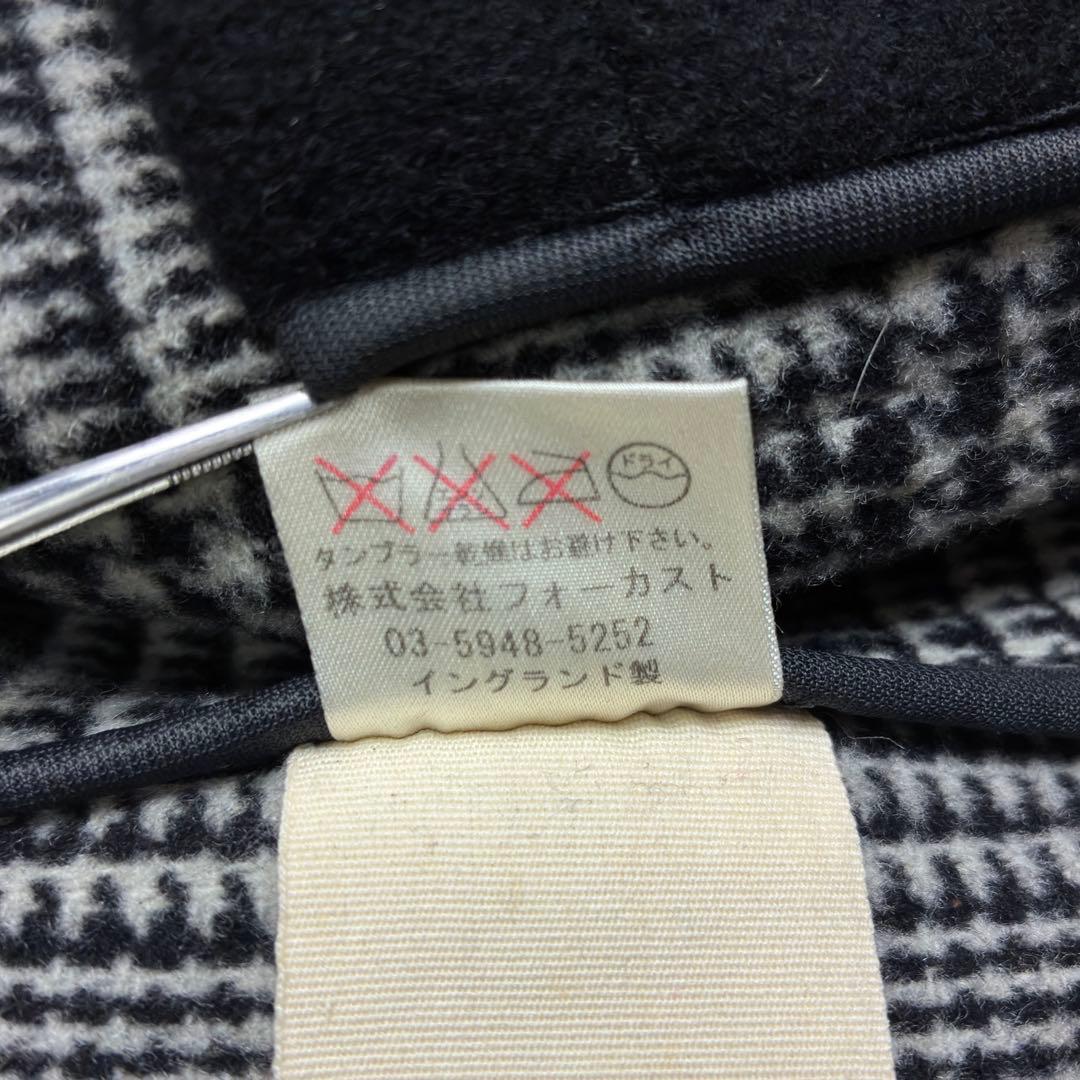 ドライ
タンブラー乾燥はお避け下さい。
株式会社フォーカスト
03-5948-5252
イングランド製